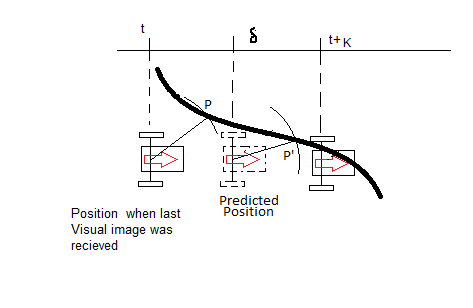 t
δ
t+K
P
P'
Predicted
Position
Position when last
Visual image was
recieved